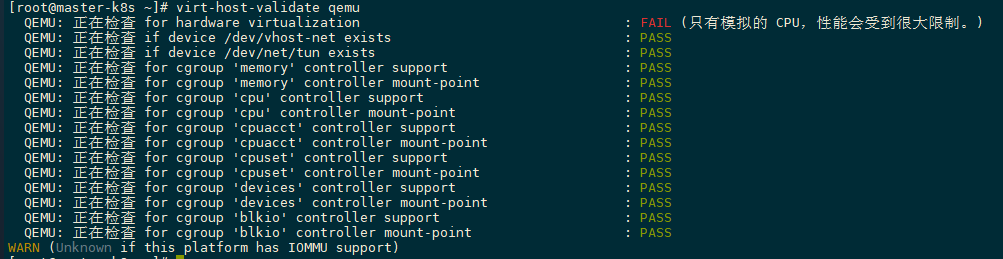 [root@master-k8s ~]# virt-host-validate qemu
QEMU: 正在检查 for hardware virtualization : FAIL (只有模拟的 CPU，性能会受到很大限制。)
QEMU: 正在检查 if device /dev/vhost-net exists : PASS
QEMU: 正在检查 if device /dev/net/tun exists : PASS
QEMU: 正在检查 for cgroup 'memory' controller support : PASS
QEMU: 正在检查 for cgroup 'memory' controller mount-point : PASS
QEMU: 正在检查 for cgroup 'cpu' controller support : PASS
QEMU: 正在检查 for cgroup 'cpu' controller mount-point : PASS
QEMU: 正在检查 for cgroup 'cpuacct' controller support : PASS
QEMU: 正在检查 for cgroup 'cpuacct' controller mount-point : PASS
QEMU: 正在检查 for cgroup 'cpuset' controller support : PASS
QEMU: 正在检查 for cgroup 'cpuset' controller mount-point : PASS
QEMU: 正在检查 for cgroup 'devices' controller support : PASS
QEMU: 正在检查 for cgroup 'devices' controller mount-point : PASS
QEMU: 正在检查 for cgroup 'blkio' controller support : PASS
QEMU: 正在检查 for cgroup 'blkio' controller mount-point : PASS
WARN (Unknown if this platform has IOMMU support)